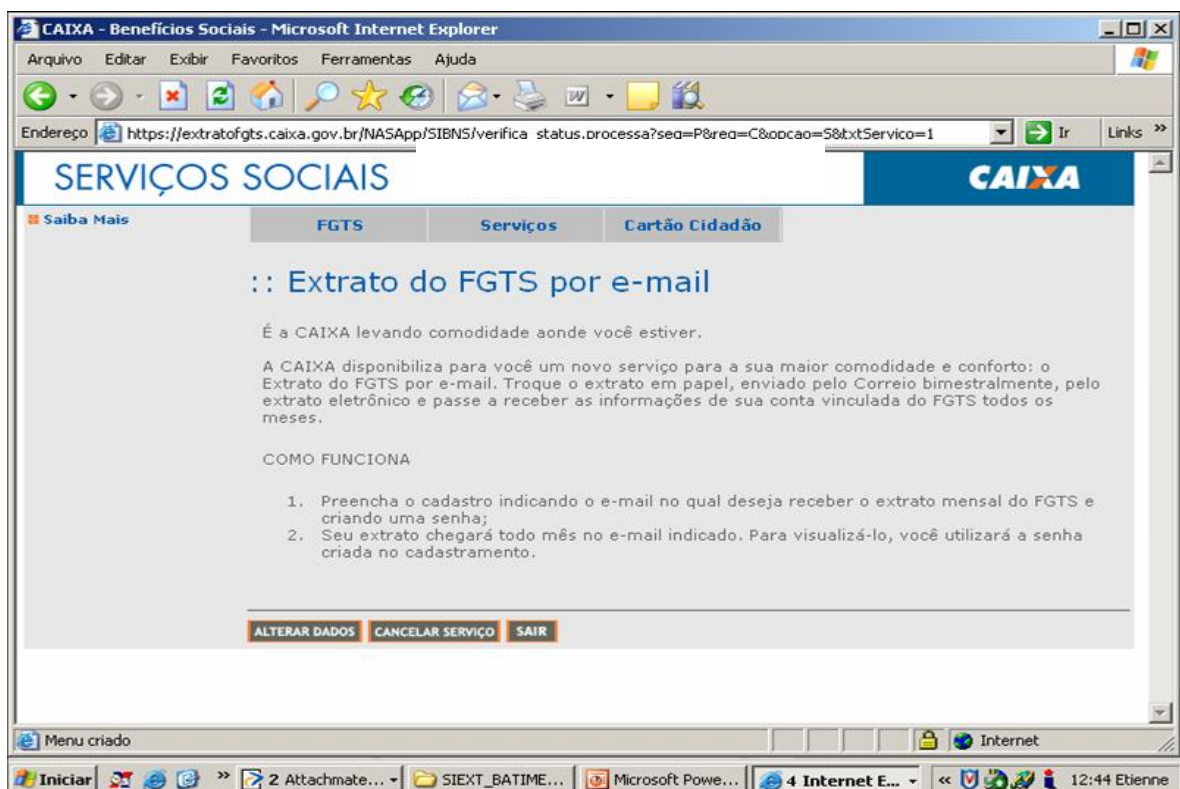 CAIXA - Benefícios Sociais - Microsoft Internet Explorer
Arquivo Editar Exibir Favoritos Ferramentas Ajuda
Endereço https://extratofgts.caixa.gov.br/NASApp/SIBNS/verifica_status.processa?seq=P&req=C&opcao=S&txtServico=1 Ir Links »
SERVIÇOS SOCIAIS
CAIXA
Saiba Mais
FGTS Serviços Cartão Cidadão
:: Extrato do FGTS por e-mail
É a CAIXA levando comodidade aonde você estiver.
A CAIXA disponibiliza para você um novo serviço para a sua maior comodidade e conforto: o
Extrato do FGTS por e-mail. Troque o extrato em papel, enviado pelo Correio bimestralmente, pelo
extrato eletrônico e passe a receber as informações de sua conta vinculada do FGTS todos os
meses.
COMO FUNCIONA
1. Preencha o cadastro indicando o e-mail no qual deseja receber o extrato mensal do FGTS e
criando uma senha;
2. Seu extrato chegará todo mês no e-mail indicado. Para visualizá-lo, você utilizará a senha
criada no cadastramento.
ALTERAR DADOS CANCELAR SERVIÇO SAIR
Menu criado Internet
Iniciar » 2 Attachmate... SIEXT_BATIME... Microsoft Powe... 4 Internet E... « 12:44 Etienne